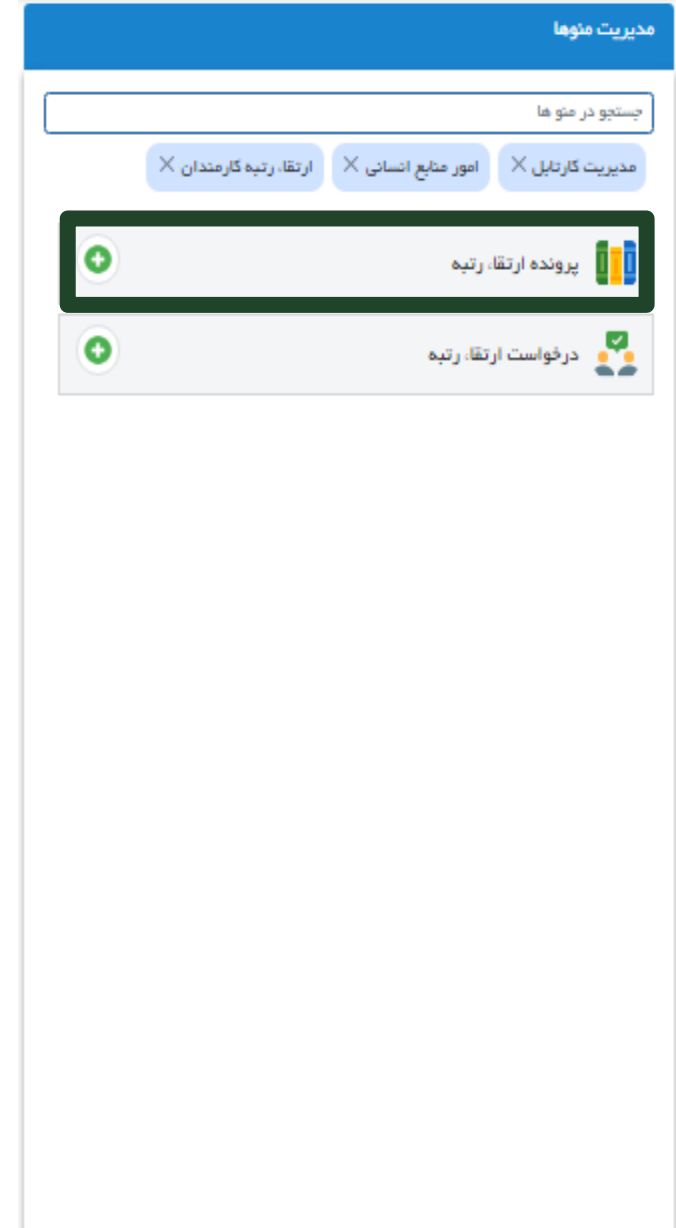 مدیریت منوها
جستجو در منو ها
مدیریت کارتابل × امور منابع انسانی × ارتقاء رتبه کارمندان ×
پرونده ارتقاء رتبه
درخواست ارتقاء رتبه